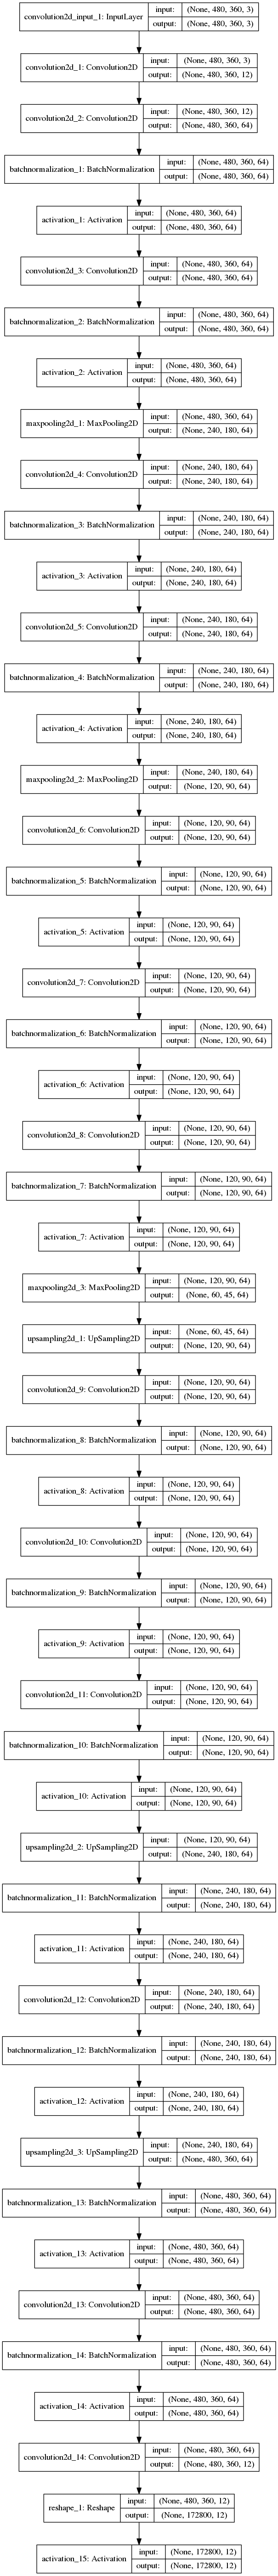 convolution2d_input_1: InputLayer
input: (None, 480, 360, 3)
output: (None, 480, 360, 3)
convolution2d_1: Convolution2D
input: (None, 480, 360, 3)
output: (None, 480, 360, 12)
convolution2d_2: Convolution2D
input: (None, 480, 360, 12)
output: (None, 480, 360, 64)
batchnormalization_1: BatchNormalization
input: (None, 480, 360, 64)
output: (None, 480, 360, 64)
activation_1: Activation
input: (None, 480, 360, 64)
output: (None, 480, 360, 64)
convolution2d_3: Convolution2D
input: (None, 480, 360, 64)
output: (None, 480, 360, 64)
batchnormalization_2: BatchNormalization
input: (None, 480, 360, 64)
output: (None, 480, 360, 64)
activation_2: Activation
input: (None, 480, 360, 64)
output: (None, 480, 360, 64)
maxpooling2d_1: MaxPooling2D
input: (None, 480, 360, 64)
output: (None, 240, 180, 64)
convolution2d_4: Convolution2D
input: (None, 240, 180, 64)
output: (None, 240, 180, 64)
batchnormalization_3: BatchNormalization
input: (None, 240, 180, 64)
output: (None, 240, 180, 64)
activation_3: Activation
input: (None, 240, 180, 64)
output: (None, 240, 180, 64)
convolution2d_5: Convolution2D
input: (None, 240, 180, 64)
output: (None, 240, 180, 64)
batchnormalization_4: BatchNormalization
input: (None, 240, 180, 64)
output: (None, 240, 180, 64)
activation_4: Activation
input: (None, 240, 180, 64)
output: (None, 240, 180, 64)
maxpooling2d_2: MaxPooling2D
input: (None, 240, 180, 64)
output: (None, 120, 90, 64)
convolution2d_6: Convolution2D
input: (None, 120, 90, 64)
output: (None, 120, 90, 64)
batchnormalization_5: BatchNormalization
input: (None, 120, 90, 64)
output: (None, 120, 90, 64)
activation_5: Activation
input: (None, 120, 90, 64)
output: (None, 120, 90, 64)
convolution2d_7: Convolution2D
input: (None, 120, 90, 64)
output: (None, 120, 90, 64)
batchnormalization_6: BatchNormalization
input: (None, 120, 90, 64)
output: (None, 120, 90, 64)
activation_6: Activation
input: (None, 120, 90, 64)
output: (None, 120, 90, 64)
convolution2d_8: Convolution2D
input: (None, 120, 90, 64)
output: (None, 120, 90, 64)
batchnormalization_7: BatchNormalization
input: (None, 120, 90, 64)
output: (None, 120, 90, 64)
activation_7: Activation
input: (None, 120, 90, 64)
output: (None, 120, 90, 64)
maxpooling2d_3: MaxPooling2D
input: (None, 120, 90, 64)
output: (None, 60, 45, 64)
upsampling2d_1: UpSampling2D
input: (None, 60, 45, 64)
output: (None, 120, 90, 64)
convolution2d_9: Convolution2D
input: (None, 120, 90, 64)
output: (None, 120, 90, 64)
batchnormalization_8: BatchNormalization
input: (None, 120, 90, 64)
output: (None, 120, 90, 64)
activation_8: Activation
input: (None, 120, 90, 64)
output: (None, 120, 90, 64)
convolution2d_10: Convolution2D
input: (None, 120, 90, 64)
output: (None, 120, 90, 64)
batchnormalization_9: BatchNormalization
input: (None, 120, 90, 64)
output: (None, 120, 90, 64)
activation_9: Activation
input: (None, 120, 90, 64)
output: (None, 120, 90, 64)
convolution2d_11: Convolution2D
input: (None, 120, 90, 64)
output: (None, 120, 90, 64)
batchnormalization_10: BatchNormalization
input: (None, 120, 90, 64)
output: (None, 120, 90, 64)
activation_10: Activation
input: (None, 120, 90, 64)
output: (None, 120, 90, 64)
upsampling2d_2: UpSampling2D
input: (None, 120, 90, 64)
output: (None, 240, 180, 64)
batchnormalization_11: BatchNormalization
input: (None, 240, 180, 64)
output: (None, 240, 180, 64)
activation_11: Activation
input: (None, 240, 180, 64)
output: (None, 240, 180, 64)
convolution2d_12: Convolution2D
input: (None, 240, 180, 64)
output: (None, 240, 180, 64)
batchnormalization_12: BatchNormalization
input: (None, 240, 180, 64)
output: (None, 240, 180, 64)
activation_12: Activation
input: (None, 240, 180, 64)
output: (None, 240, 180, 64)
upsampling2d_3: UpSampling2D
input: (None, 240, 180, 64)
output: (None, 480, 360, 64)
batchnormalization_13: BatchNormalization
input: (None, 480, 360, 64)
output: (None, 480, 360, 64)
activation_13: Activation
input: (None, 480, 360, 64)
output: (None, 480, 360, 64)
convolution2d_13: Convolution2D
input: (None, 480, 360, 64)
output: (None, 480, 360, 64)
batchnormalization_14: BatchNormalization
input: (None, 480, 360, 64)
output: (None, 480, 360, 64)
activation_14: Activation
input: (None, 480, 360, 64)
output: (None, 480, 360, 64)
convolution2d_14: Convolution2D
input: (None, 480, 360, 64)
output: (None, 480, 360, 12)
reshape_1: Reshape
input: (None, 480, 360, 12)
output: (None, 172800, 12)
activation_15: Activation
input: (None, 172800, 12)
output: (None, 172800, 12)